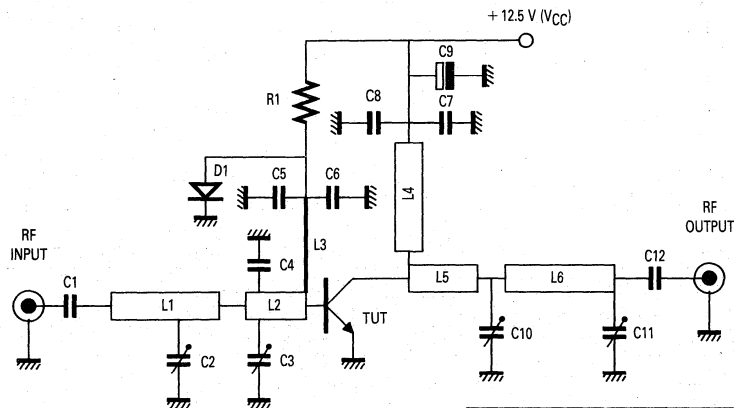 + 12.5 V (VCC)
C9
R1
C8
C7
D1
C5
C6
L4
RF
INPUT
C4
L3
RF
OUTPUT
C1
L1
L2
L5
L6
C12
TUT
C2
C3
C10
C11